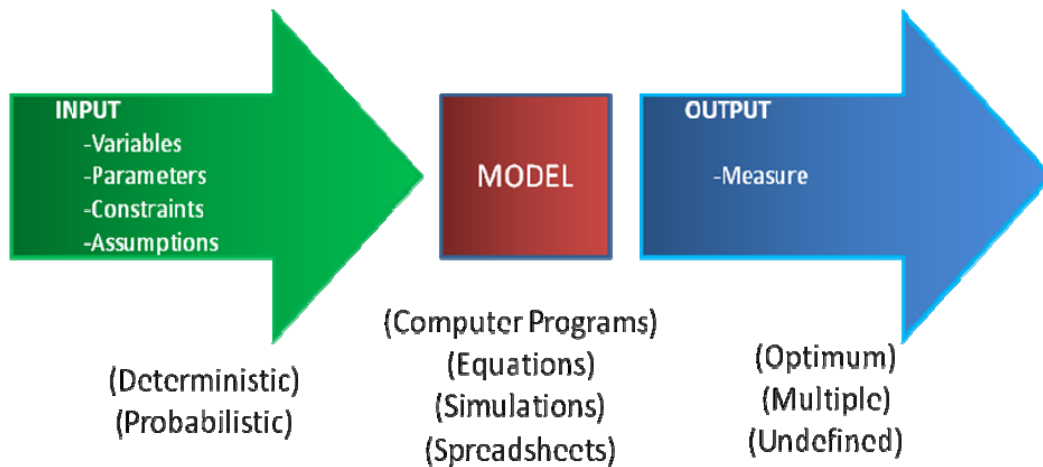 INPUT
-Variables
-Parameters
-Constraints
-Assumptions
(Deterministic)
(Probabilistic)
MODEL
(Computer Programs)
(Equations)
(Simulations)
(Spreadsheets)
OUTPUT
-Measure
(Optimum)
(Multiple)
(Undefined)